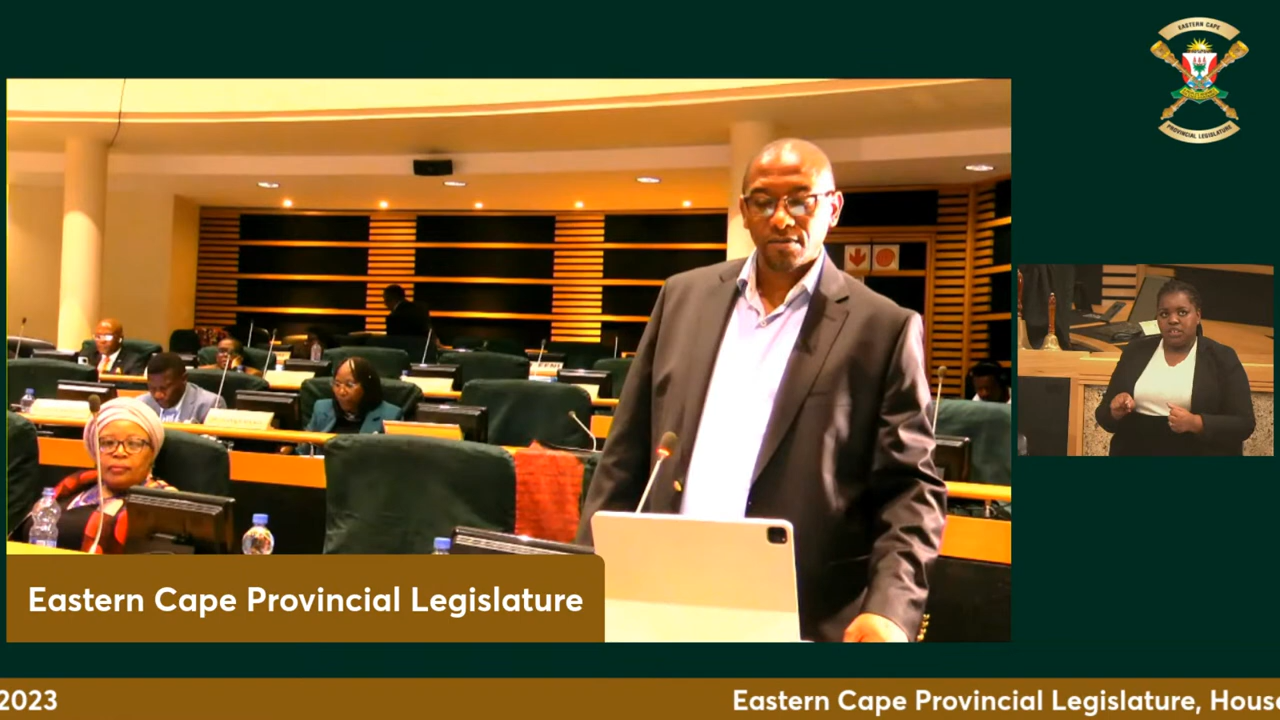 EASTERN CAPE
PROVINCIAL LEGISLATURE
Eastern Cape Provincial Legislature
2023
Eastern Cape Provincial Legislature, House